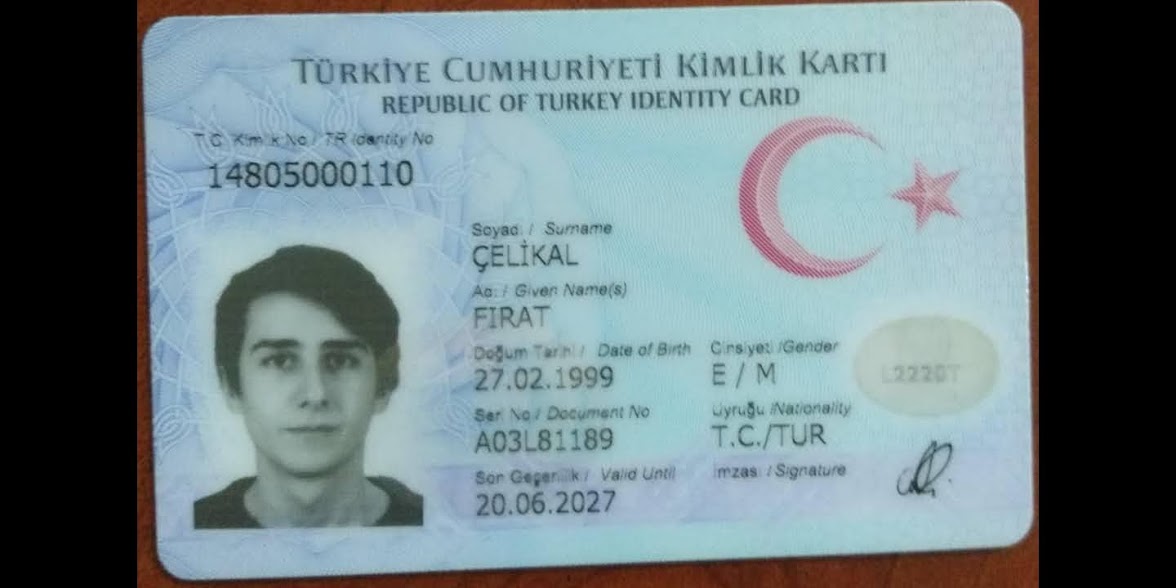 TÜRKİYE CUMHURİYETİ KİMLİK KARTI
REPUBLIC OF TURKEY IDENTITY CARD
T.C. Kimlik No / TR Identity No
14805000110
Soyadı / Surname
ÇELİKAL
Adı / Given Name(s)
FIRAT
Doğum Tarihi / Date of Birth Cinsiyeti /Gender
27.02.1999 E / M
Seri No / Document No Uyruğu /Nationality
A03L81189 T.C./TUR
Son Geçerlilik / Valid Until İmzası / Signature
20.06.2027